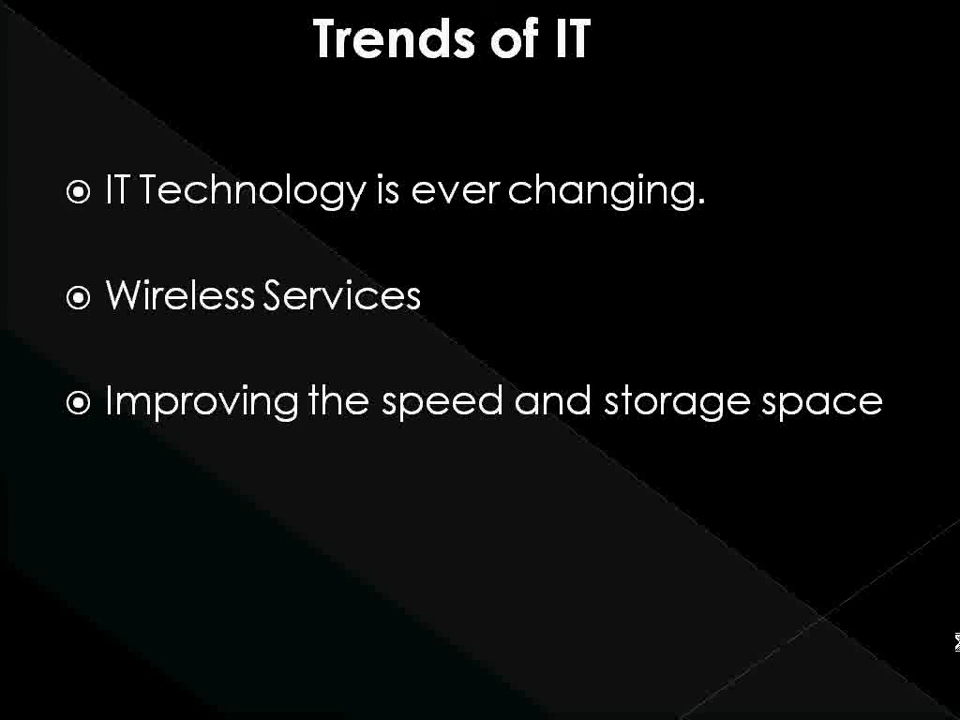 Trends of IT
IT Technology is ever changing.
Wireless Services
Improving the speed and storage space